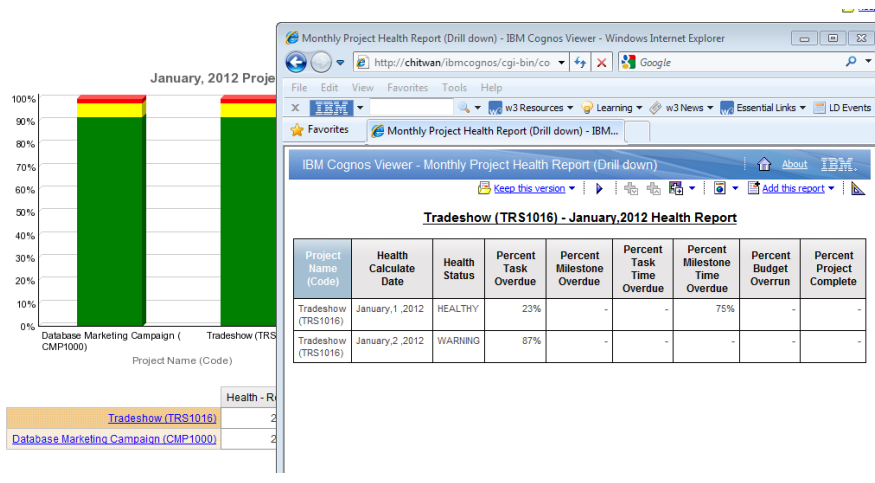 January, 2012 Proje
100%
90%
80%
70%
60%
50%
40%
30%
20%
10%
0%
Database Marketing Campaign (
CMP1000)
Tradeshow (TRS
Project Name (Code)
Health - R
Tradeshow (TRS1016) 2
Database Marketing Campaign (CMP1000) 2
Monthly Project Health Report (Drill down) - IBM Cognos Viewer - Windows Internet Explorer
http://chitwan/ibmcognos/cgi-bin/co Google
File Edit View Favorites Tools Help
X IBM w3 Resources Learning w3 News Essential Links LD Events
Favorites Monthly Project Health Report (Drill down) - IBM...
IBM Cognos Viewer - Monthly Project Health Report (Drill down) About IBM.
Keep this version Add this report
Tradeshow (TRS1016) - January,2012 Health Report
Project Name (Code) Health Calculate Date Health Status Percent Task Overdue Percent Milestone Overdue Percent Task Time Overdue Percent Milestone Time Overdue Percent Budget Overrun Percent Project Complete
Tradeshow (TRS1016) January,1 ,2012 HEALTHY 23% - - 75% - -
Tradeshow (TRS1016) January,2 ,2012 WARNING 87% - - - - -